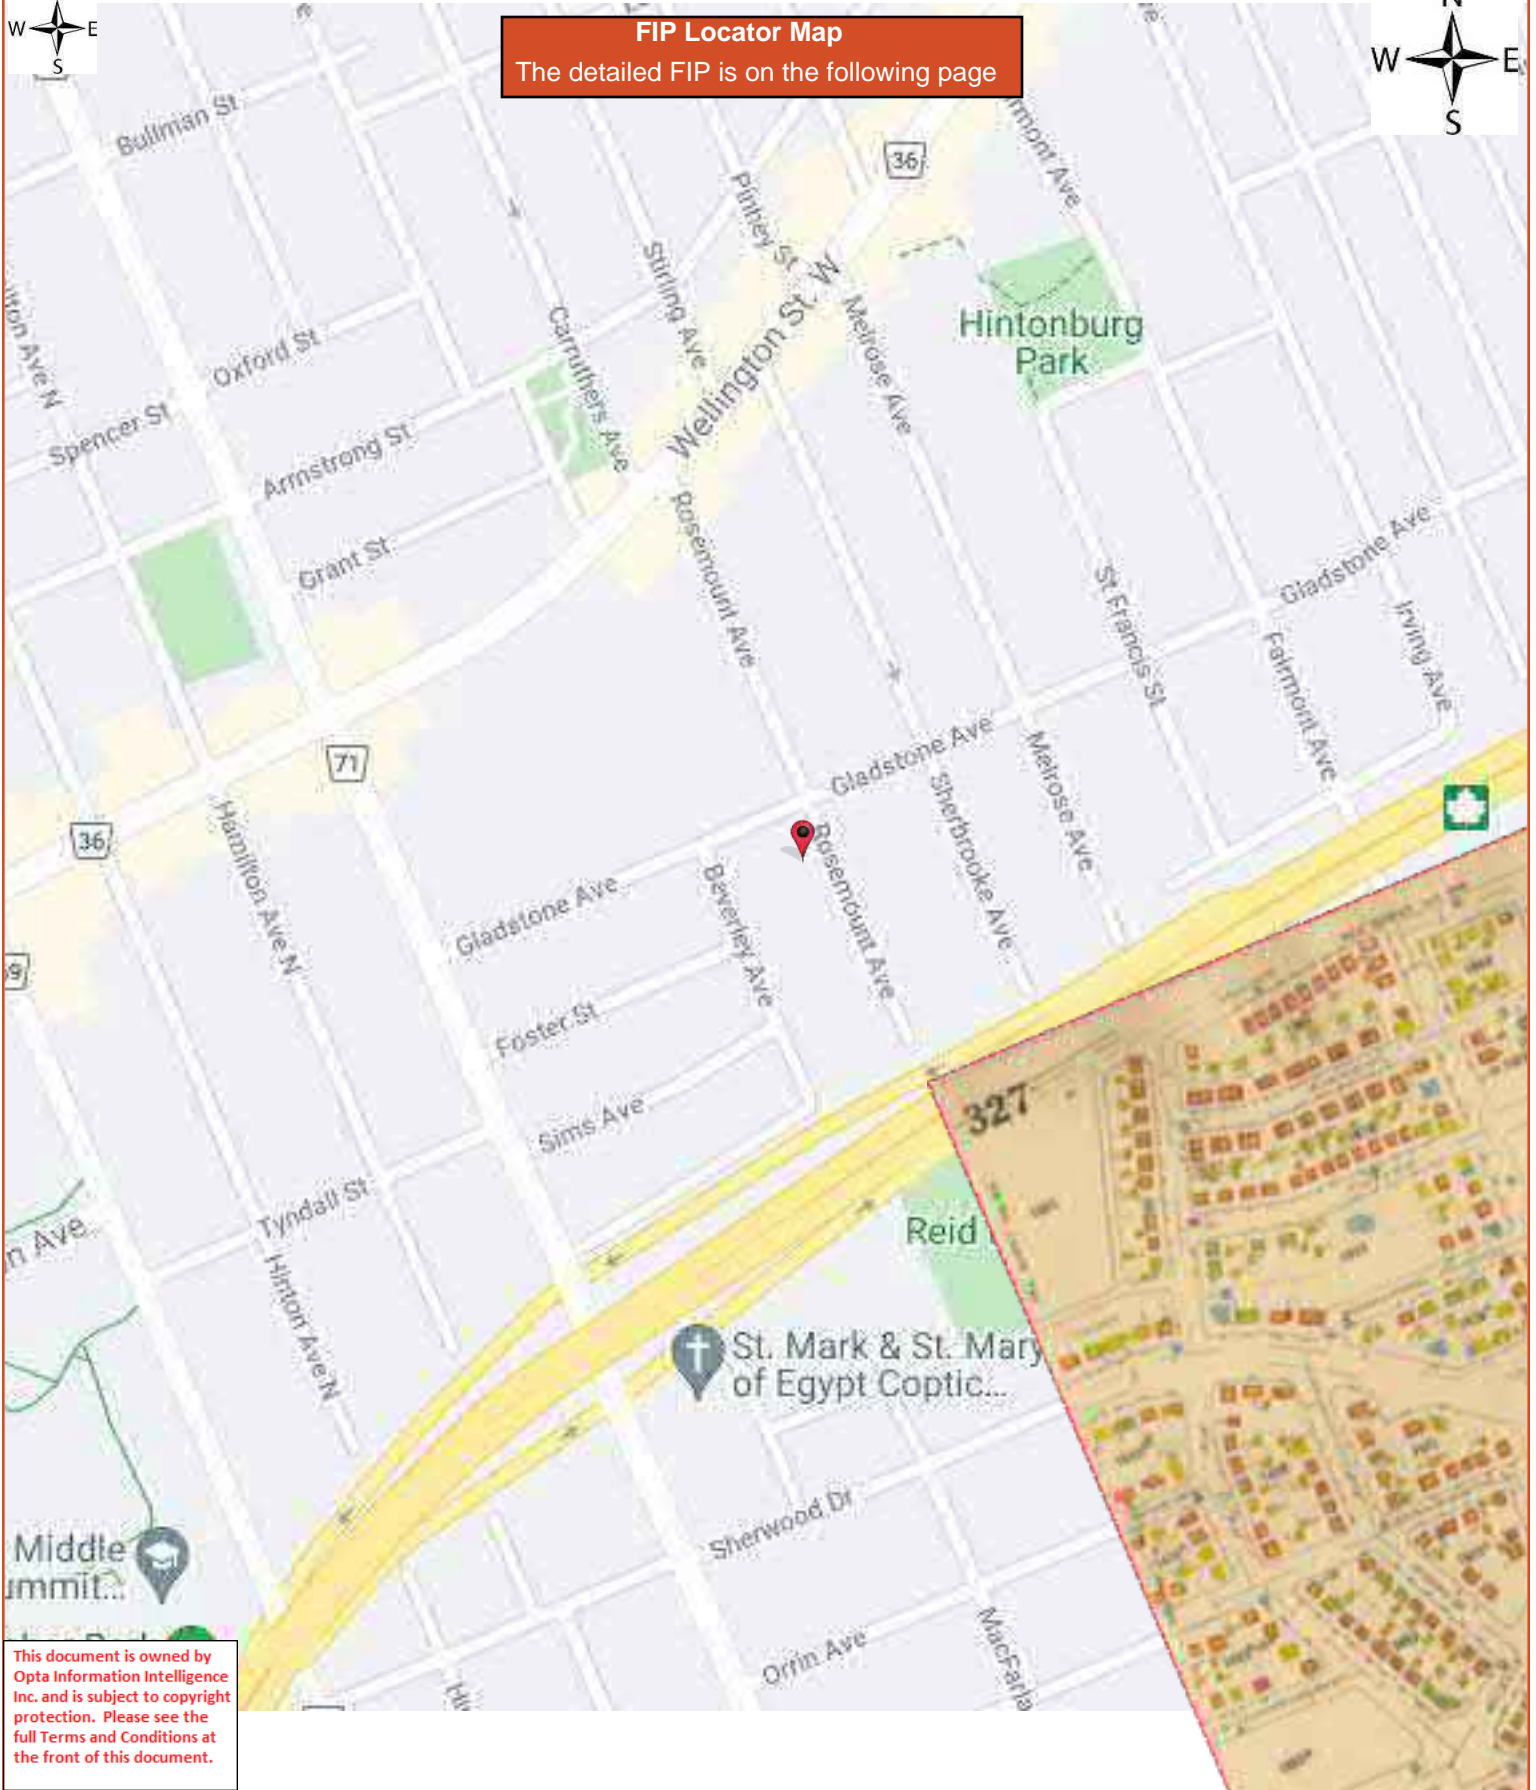 W E
S
FIP Locator Map
The detailed FIP is on the following page
N
W E
S
Bullman St
36
Pinhey St
Stirling Ave
Wellington St. W
Melrose Ave
Carruthers Ave
Hintonburg
Park
Oxford St
Spencer St
Armstrong St
Grant St
Rosemount Ave
St Francis St
Gladstone Ave
Irving Ave
Fairmont Ave
71
36
Hamilton Ave N
Gladstone Ave
Melrose Ave
Sherbrooke Ave
Rosemount Ave
Beverley Ave
Gladstone Ave
Foster St
Sims Ave
327
Tyndall St
Hinton Ave N
Reid
St. Mark & St. Mary
of Egypt Coptic...
Sherwood Dr
Orrin Ave
MacFarla
Middle
ummit...
This document is owned by
Opta Information Intelligence
Inc. and is subject to copyright
protection. Please see the
full Terms and Conditions at
the front of this document.